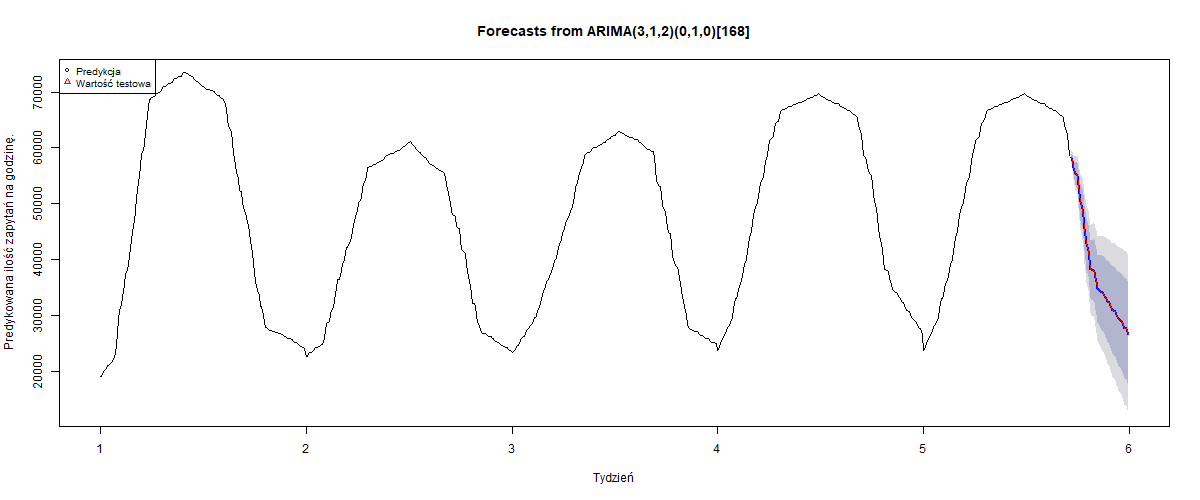 Forecasts from ARIMA(3,1,2)(0,1,0)[168]
Predykcja
Wartość testowa
Predykowana ilość zapytań na godzinę.
70000
60000
50000
40000
30000
20000
1 2 3 4 5 6
Tydzień